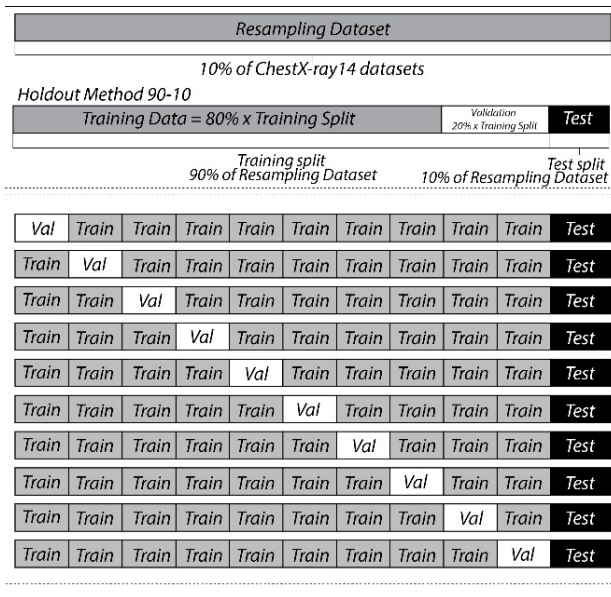 Resampling Dataset
10% of ChestX-ray14 datasets
Holdout Method 90-10
Training Data = 80% x Training Split Validation 20% x Training Split Test
Training split
90% of Resampling Dataset
Test split
10% of Resampling Dataset
Val Train Train Train Train Train Train Train Train Train Test
Train Val Train Train Train Train Train Train Train Train Test
Train Train Val Train Train Train Train Train Train Train Test
Train Train Train Val Train Train Train Train Train Train Test
Train Train Train Train Val Train Train Train Train Train Test
Train Train Train Train Train Val Train Train Train Train Test
Train Train Train Train Train Train Val Train Train Train Test
Train Train Train Train Train Train Train Val Train Train Test
Train Train Train Train Train Train Train Train Val Train Test
Train Train Train Train Train Train Train Train Train Val Test